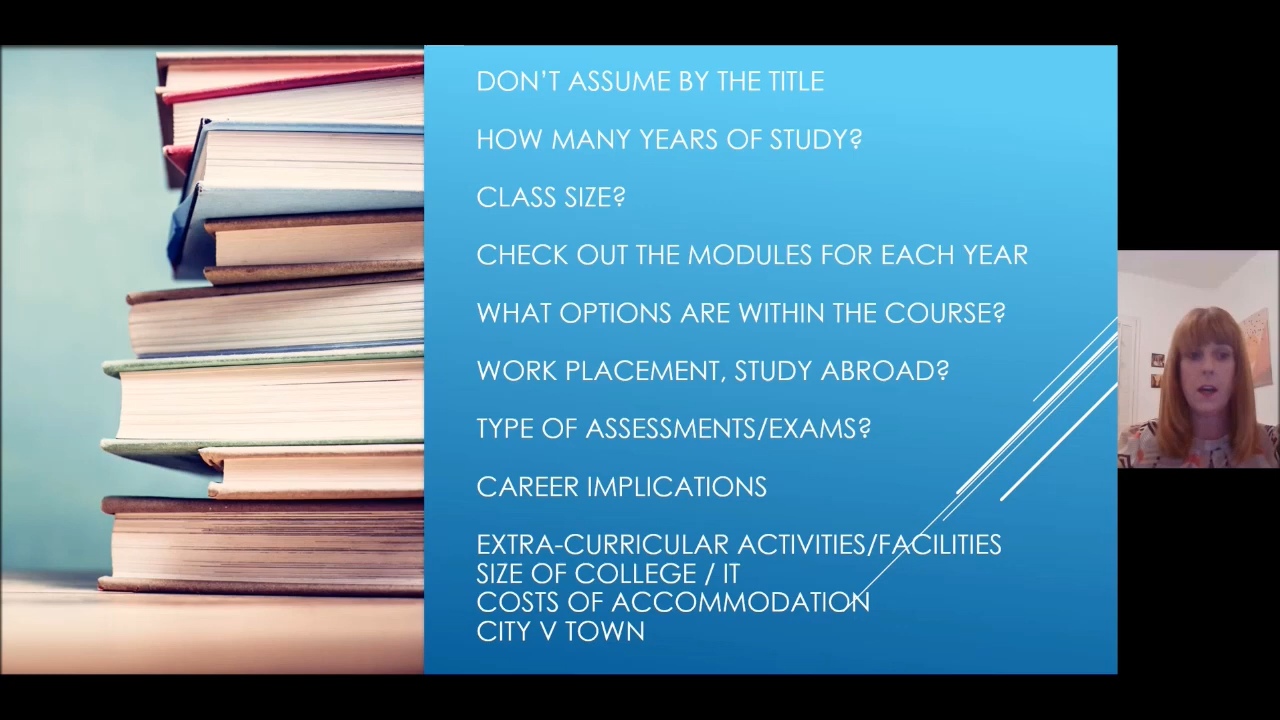 DON'T ASSUME BY THE TITLE
HOW MANY YEARS OF STUDY?
CLASS SIZE?
CHECK OUT THE MODULES FOR EACH YEAR
WHAT OPTIONS ARE WITHIN THE COURSE?
WORK PLACEMENT, STUDY ABROAD?
TYPE OF ASSESSMENTS/EXAMS?
CAREER IMPLICATIONS
EXTRA-CURRICULAR ACTIVITIES/FACILITIES
SIZE OF COLLEGE / IT
COSTS OF ACCOMMODATION
CITY V TOWN